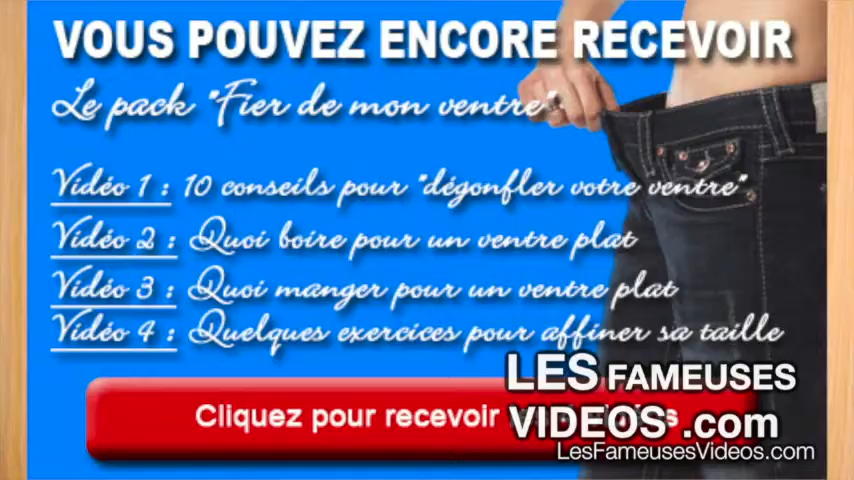 VOUS POUVEZ ENCORE RECEVOIR
Le pack "Fier de mon ventre"
Vidéo 1 : 10 conseils pour "dégonfler votre ventre"
Vidéo 2 : Quoi boire pour un ventre plat
Vidéo 3 : Quoi manger pour un ventre plat
Vidéo 4 : Quelques exercices pour affiner sa taille
LES FAMEUSES
Cliquez pour recevoir
VIDEOS .com
LesFameusesVideos.com